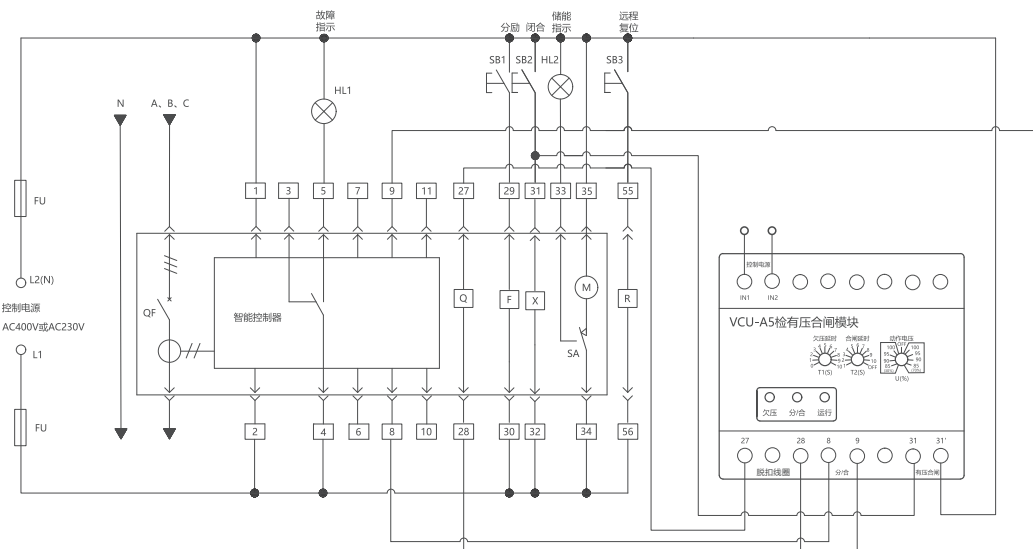 故障
指示
分励
闭合
储能
指示
远程
复位
SB1
SB2
HL2
SB3
HL1
N
A、B、C
1
3
5
7
9
11
27
29
31
33
35
55
FU
L2(N)
控制电源
AC400V或AC230V
L1
FU
QF
智能控制器
Q
F
X
M
SA
R
2
4
6
8
10
28
30
32
34
56
控制电源
IN1
IN2
VCU-A5检有压合闸模块
欠压延时
合闸延时
动作电压
T1(S)
T2(S)
U(%)
OFF
欠压
分/合
运行
27
28
8
9
31
31'
脱扣线圈
分/合
有压合闸